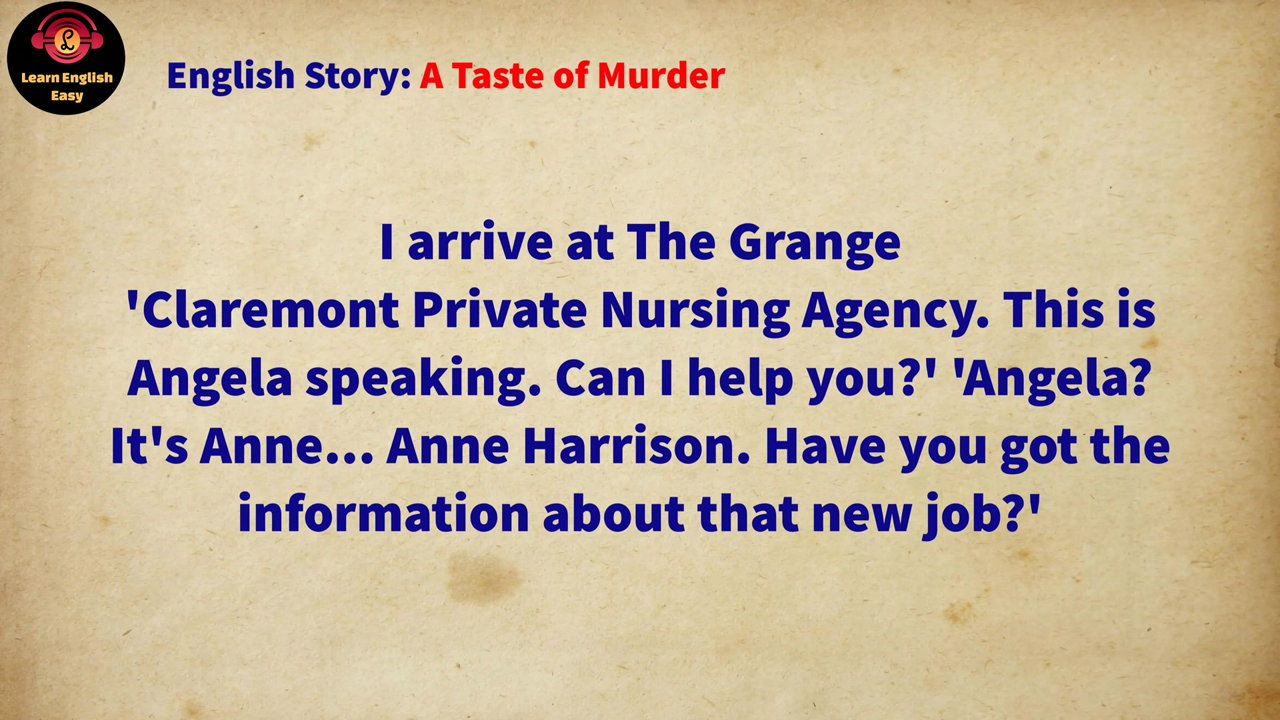 Learn English
Easy
English Story: A Taste of Murder
I arrive at The Grange
'Claremont Private Nursing Agency. This is
Angela speaking. Can I help you?' 'Angela?
It's Anne... Anne Harrison. Have you got the
information about that new job?'